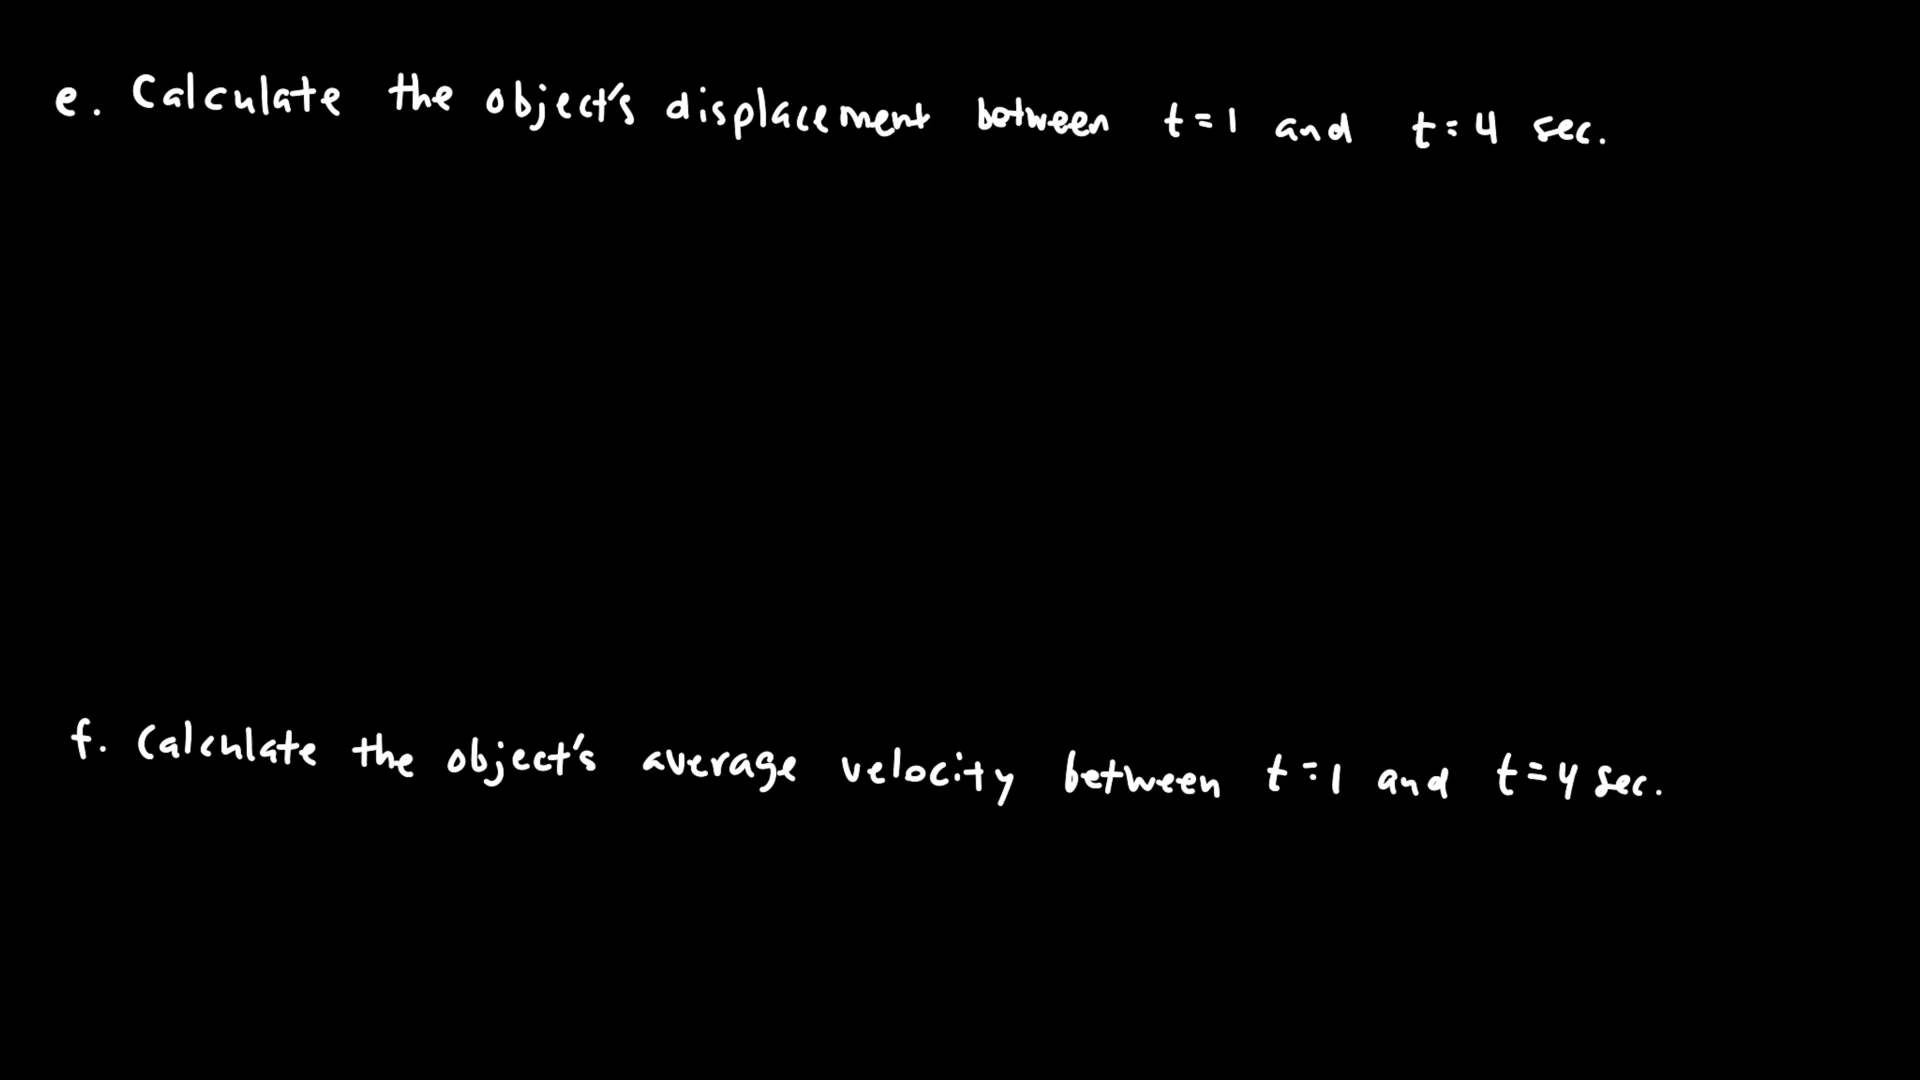 e. Calculate the object's displacement between t=1 and t=4 sec.
f. Calculate the object's average velocity between t=1 and t=4 sec.